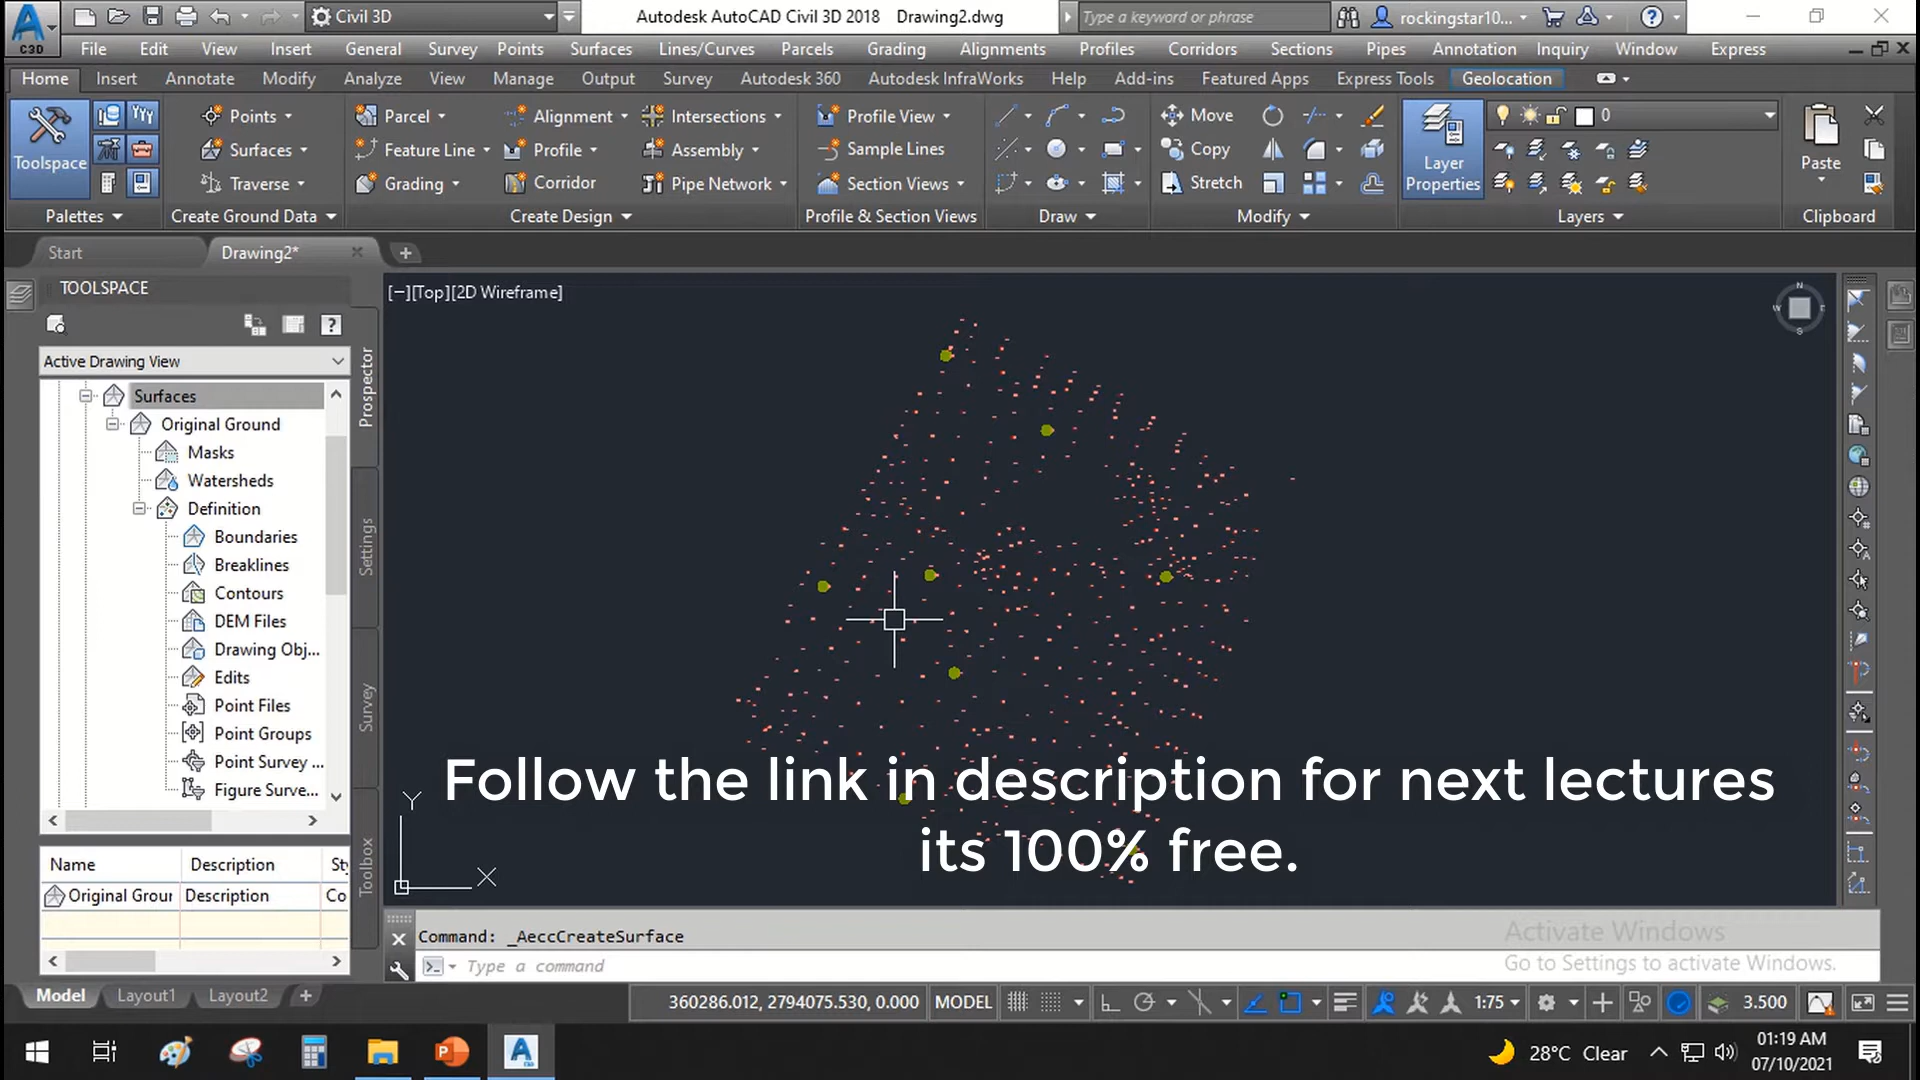 C3D
Civil 3D
Autodesk AutoCAD Civil 3D 2018 Drawing2.dwg
Type a keyword or phrase
rockingstar10...
File Edit View Insert General Survey Points Surfaces Lines/Curves Parcels Grading Alignments Profiles Corridors Sections Pipes Annotation Inquiry Window Express
Home Insert Annotate Modify Analyze View Manage Output Survey Autodesk 360 Autodesk InfraWorks Help Add-ins Featured Apps Express Tools Geolocation
Points Parcel Alignment Intersections Profile View Move 0
Toolspace Surfaces Feature Line Profile Assembly Sample Lines Copy Layer Properties Paste
Traverse Grading Corridor Pipe Network Section Views Stretch
Palettes Create Ground Data Create Design Profile & Section Views Draw Modify Layers Clipboard
Start Drawing2*
TOOLSPACE
[−][Top][2D Wireframe]
N
W
S
Active Drawing View
Prospector
Settings
Survey
Toolbox
Surfaces
Original Ground
Masks
Watersheds
Definition
Boundaries
Breaklines
Contours
DEM Files
Drawing Obj...
Edits
Point Files
Point Groups
Point Survey ...
Figure Surve...
Name Description
Original Grour Description Co
Y
X
Follow the link in description for next lectures
its 100% free.
Command: _AeccCreateSurface
Type a command
Activate Windows
Go to Settings to activate Windows.
Model Layout1 Layout2
360286.012, 2794075.530, 0.000 MODEL 1:75 3.500
28°C Clear
01:19 AM
07/10/2021